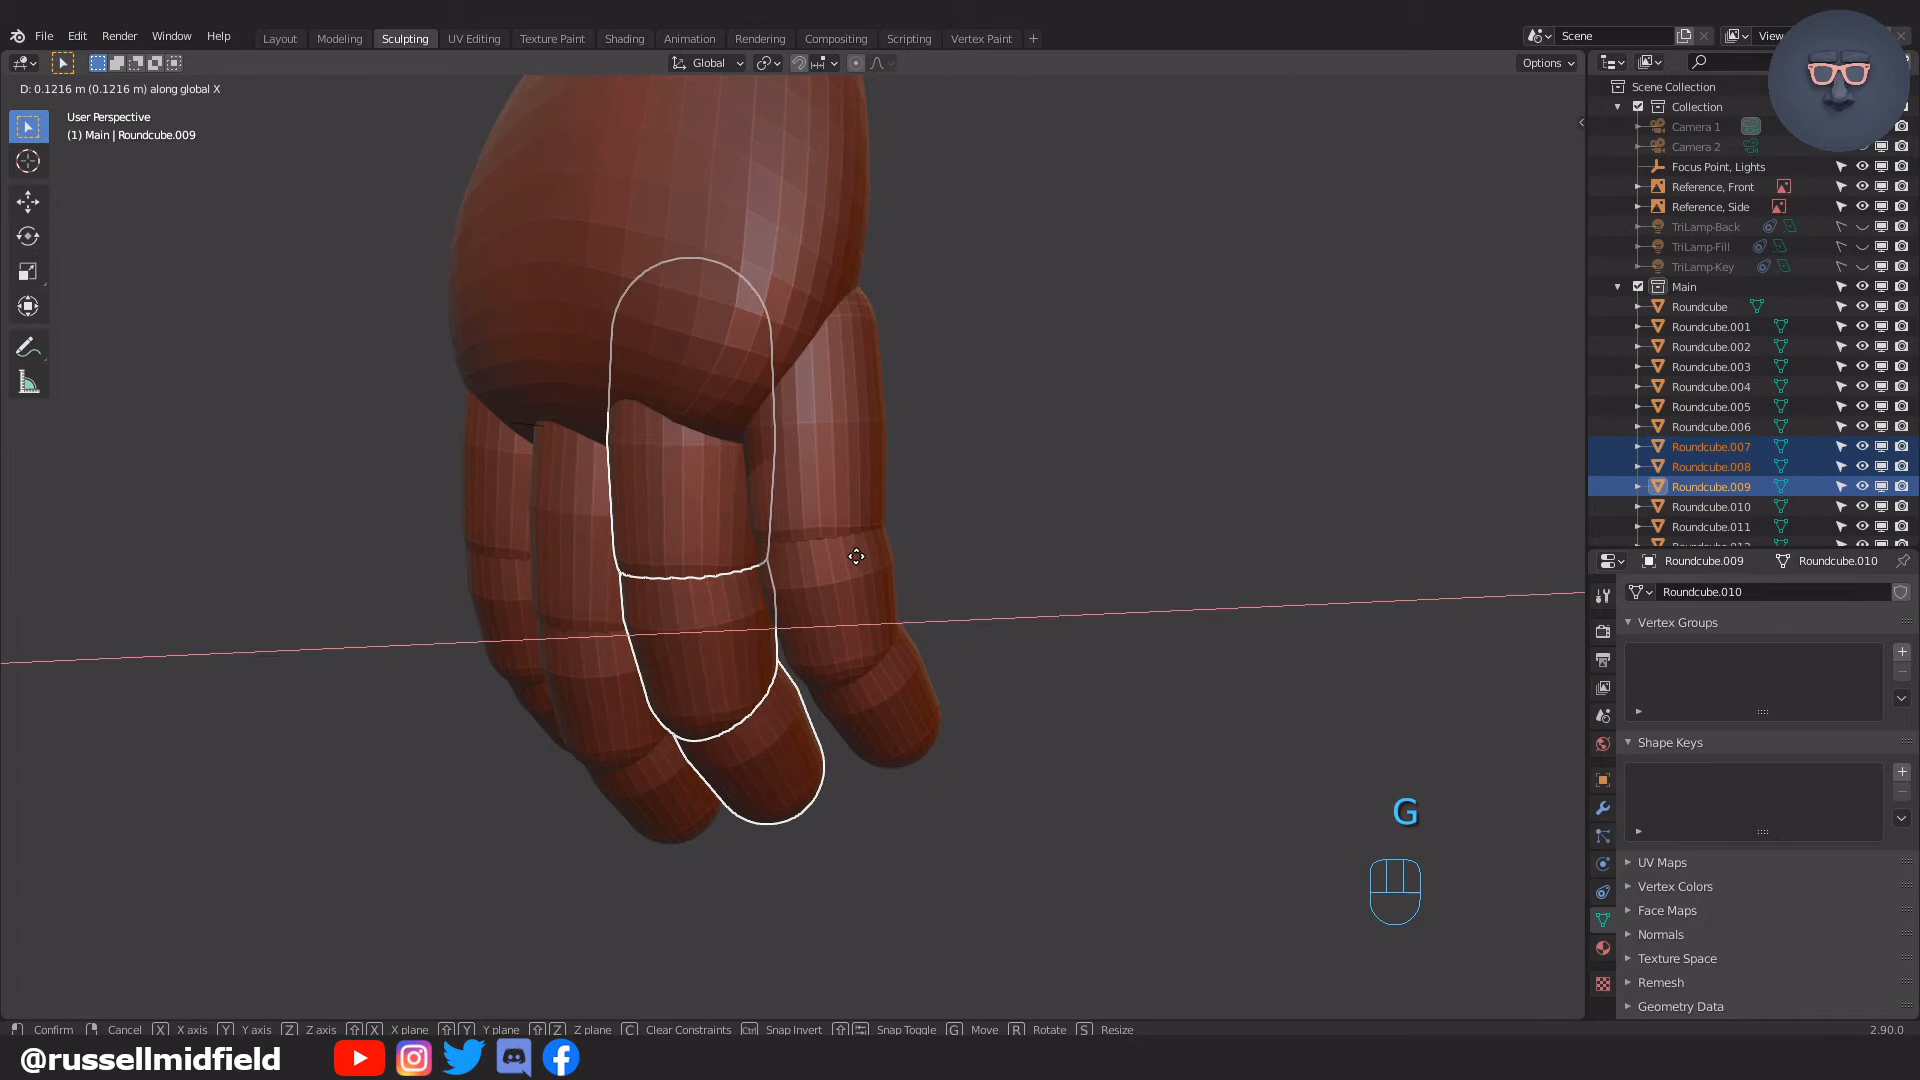 File Edit Render Window Help
Layout Modeling Sculpting UV Editing Texture Paint Shading Animation Rendering Compositing Scripting Vertex Paint +
Scene
View
Global
Options
D: 0.1216 m (0.1216 m) along global X
User Perspective
(1) Main | Roundcube.009
Scene Collection
Collection
Camera 1
Camera 2
Focus Point, Lights
Reference, Front
Reference, Side
TriLamp-Back
TriLamp-Fill
TriLamp-Key
Main
Roundcube
Roundcube.001
Roundcube.002
Roundcube.003
Roundcube.004
Roundcube.005
Roundcube.006
Roundcube.007
Roundcube.008
Roundcube.009
Roundcube.010
Roundcube.011
Roundcube.009 Roundcube.010
Roundcube.010
Vertex Groups
Shape Keys
UV Maps
Vertex Colors
Face Maps
Normals
Texture Space
Remesh
Geometry Data
G
Confirm Cancel X X axis Y Y axis Z Z axis X X plane Y Y plane Z Z plane C Clear Constraints Ctrl Snap Invert Snap Toggle G Move R Rotate S Resize
2.90.0
@russellmidfield